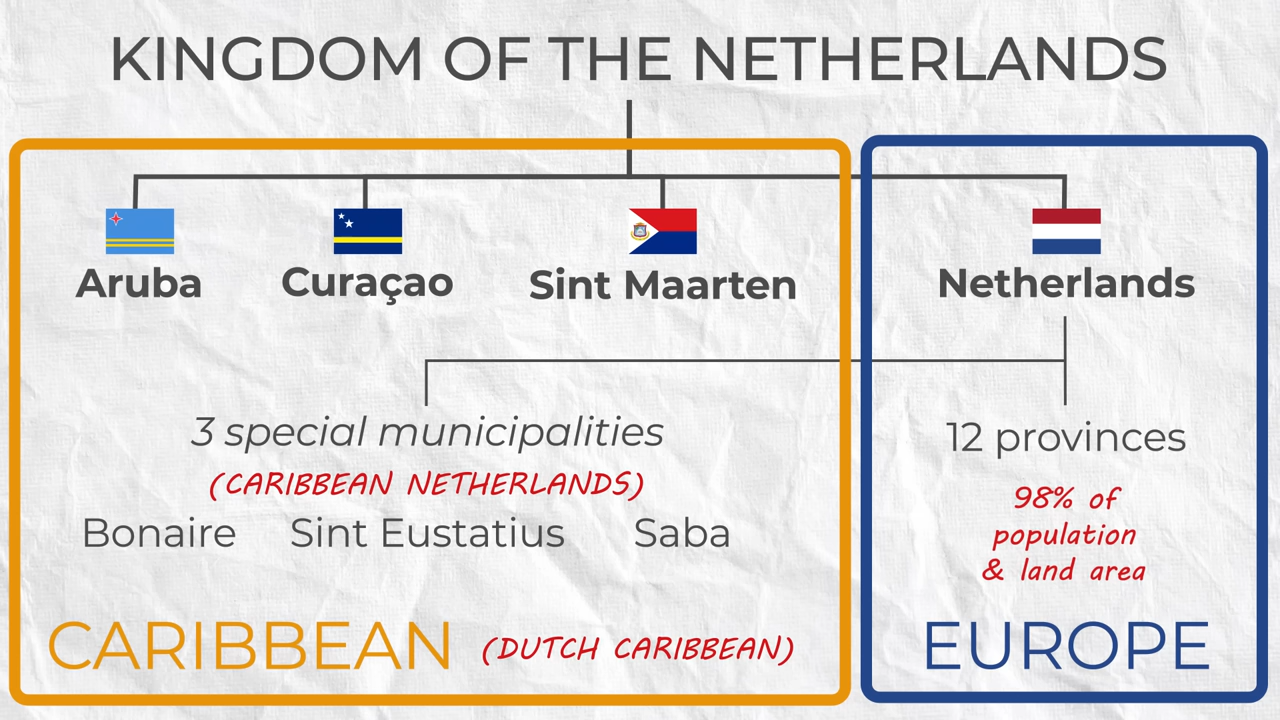 KINGDOM OF THE NETHERLANDS
Aruba Curaçao Sint Maarten Netherlands
3 special municipalities
(CARIBBEAN NETHERLANDS)
Bonaire Sint Eustatius Saba
12 provinces
98% of
population
& land area
CARIBBEAN (DUTCH CARIBBEAN)
EUROPE